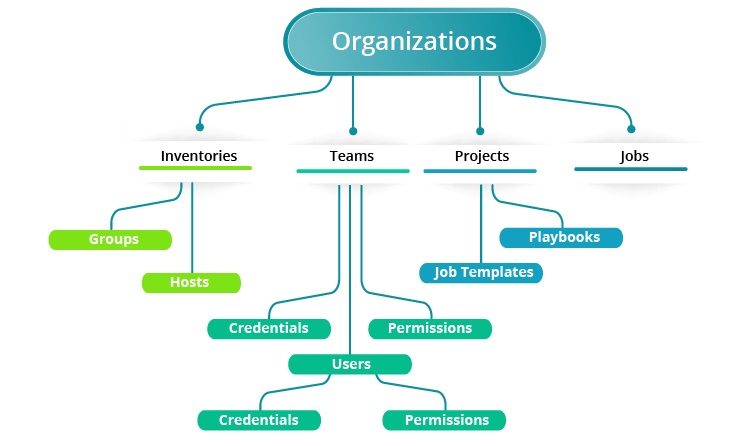 Organizations
Inventories
Teams
Projects
Jobs
Groups
Playbooks
Hosts
Job Templates
Credentials
Permissions
Users
Credentials
Permissions